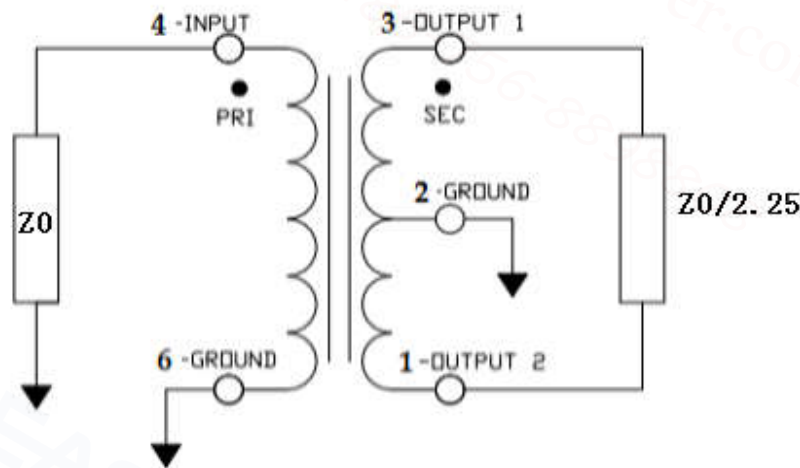 4 -INPUT
3-OUTPUT 1
PRI
SEC
2 -GROUND
Z0
Z0/2.25
6 -GROUND
1-OUTPUT 2